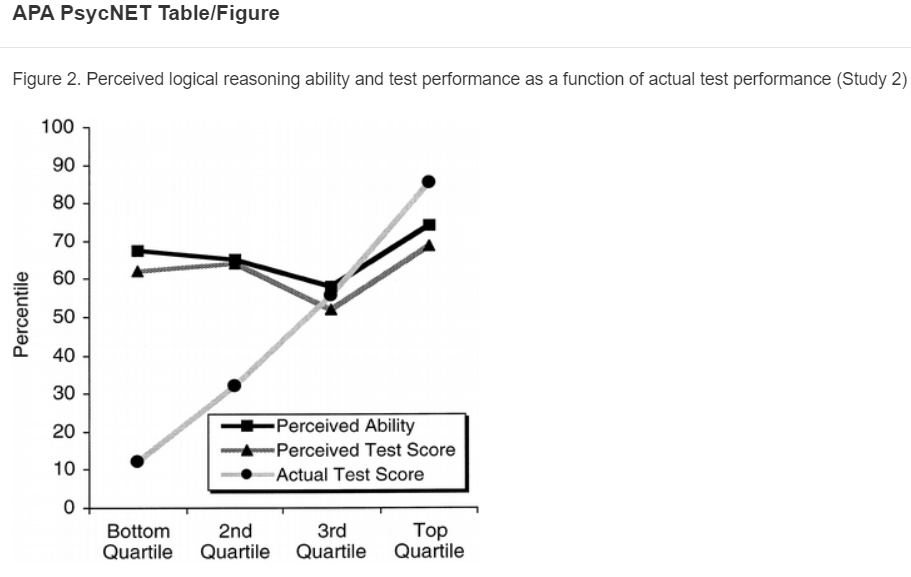 APA PsycNET Table/Figure
Figure 2. Perceived logical reasoning ability and test performance as a function of actual test performance (Study 2)
100
90
80
70
60
50
40
30
20
10
0
Percentile
Perceived Ability
Perceived Test Score
Actual Test Score
Bottom Quartile
2nd Quartile
3rd Quartile
Top Quartile